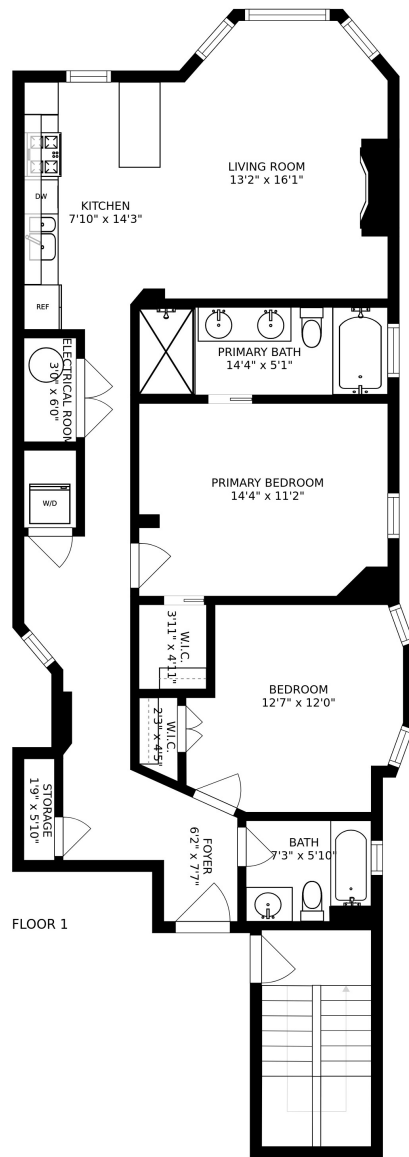 LIVING ROOM
13'2" x 16'1"
KITCHEN
7'10" x 14'3"
DW
REF
ELECTRICAL ROOM
3'0" x 6'0"
PRIMARY BATH
14'4" x 5'1"
PRIMARY BEDROOM
14'4" x 11'2"
W/D
W.I.C.
3'11" x 4'11"
BEDROOM
12'7" x 12'0"
W.I.C.
2'3" x 4'5"
STORAGE
1'9" x 5'10"
FOYER
6'2" x 7'7"
BATH
7'3" x 5'10"
FLOOR 1